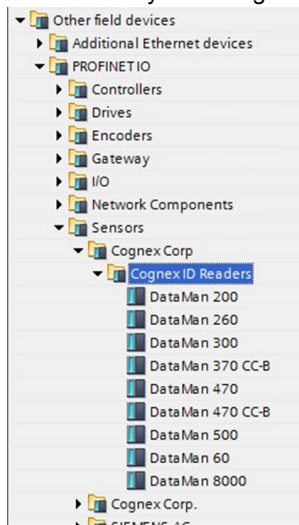 Other field devices
Additional Ethernet devices
PROFINET IO
Controllers
Drives
Encoders
Gateway
I/O
Network Components
Sensors
Cognex Corp
Cognex ID Readers
DataMan 200
DataMan 260
DataMan 300
DataMan 370 CC-B
DataMan 470
DataMan 470 CC-B
DataMan 500
DataMan 60
DataMan 8000
Cognex Corp.
SIEMENS AG